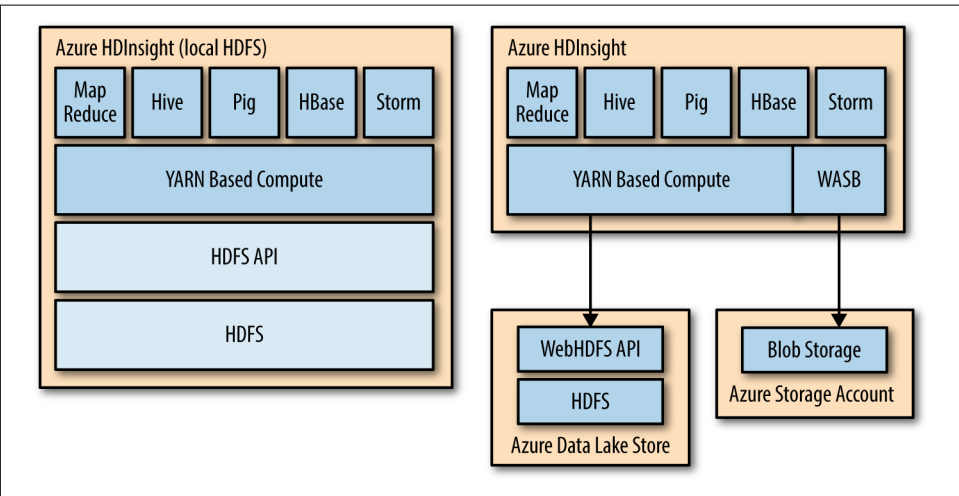 Azure HDInsight (local HDFS)
Map
Reduce
Hive
Pig
HBase
Storm
YARN Based Compute
HDFS API
HDFS
Azure HDInsight
Map
Reduce
Hive
Pig
HBase
Storm
YARN Based Compute
WASB
WebHDFS API
HDFS
Azure Data Lake Store
Blob Storage
Azure Storage Account